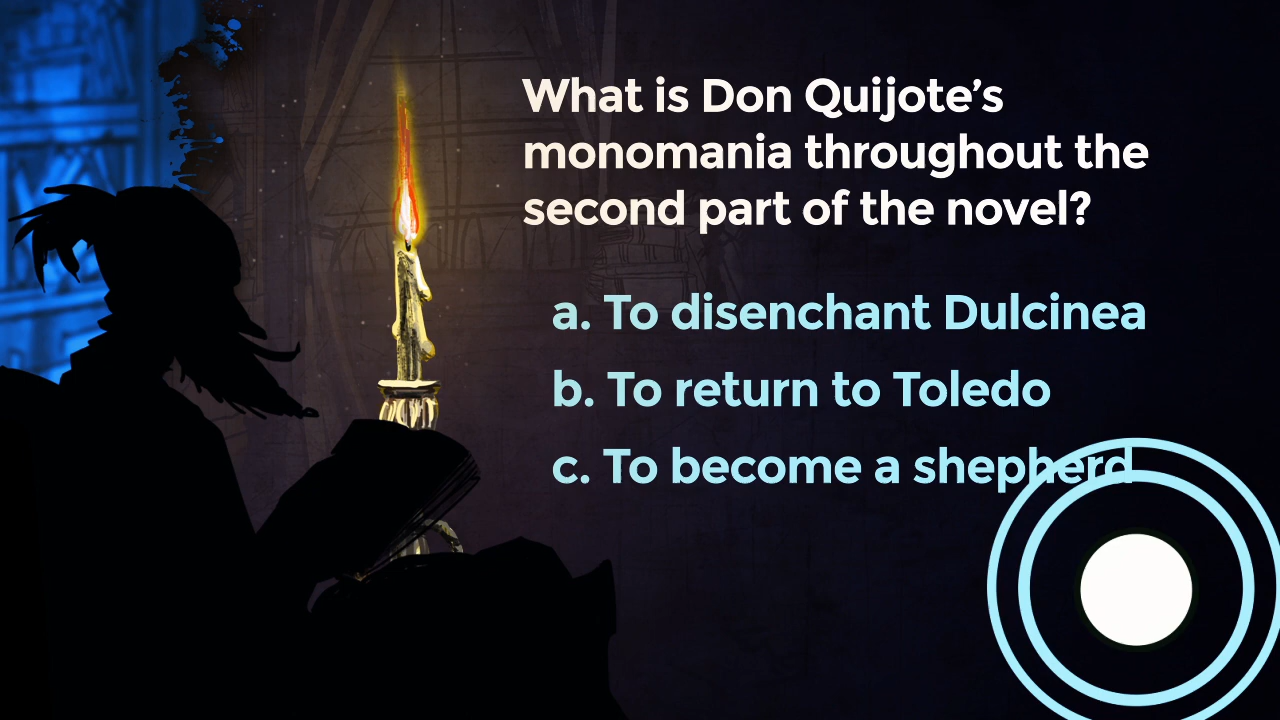 What is Don Quijote’s
monomania throughout the
second part of the novel?
a. To disenchant Dulcinea
b. To return to Toledo
c. To become a shepherd